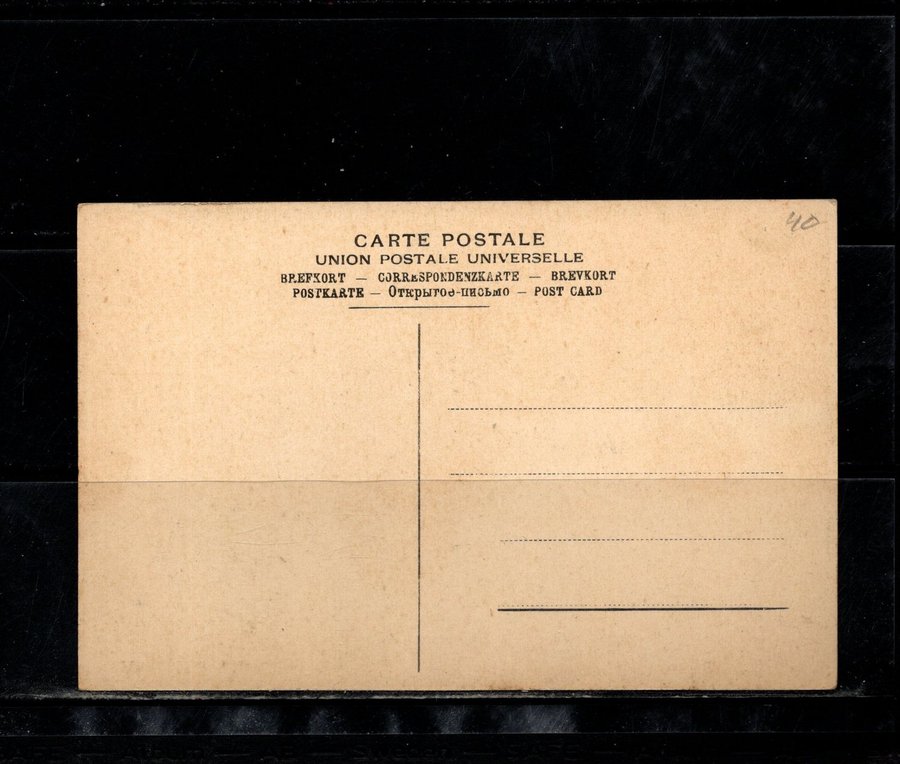 40
CARTE POSTALE
UNION POSTALE UNIVERSELLE
BREFKORT — CORRESPONDENZKARTE — BREVKORT
POSTKARTE — Открытое-письмо — POST CARD